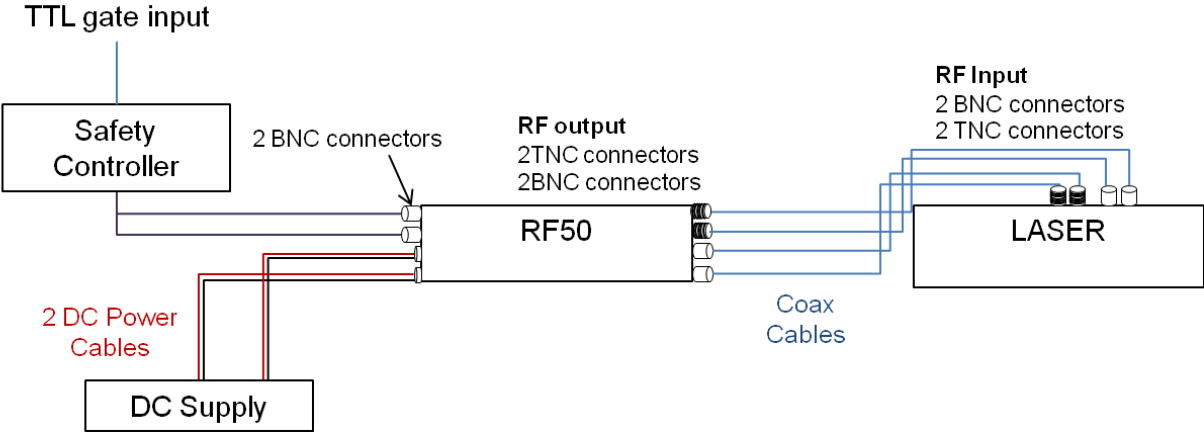 TTL gate input
Safety
Controller
2 BNC connectors
RF output
2TNC connectors
2BNC connectors
RF Input
2 BNC connectors
2 TNC connectors
RF50
LASER
2 DC Power
Cables
Coax
Cables
DC Supply